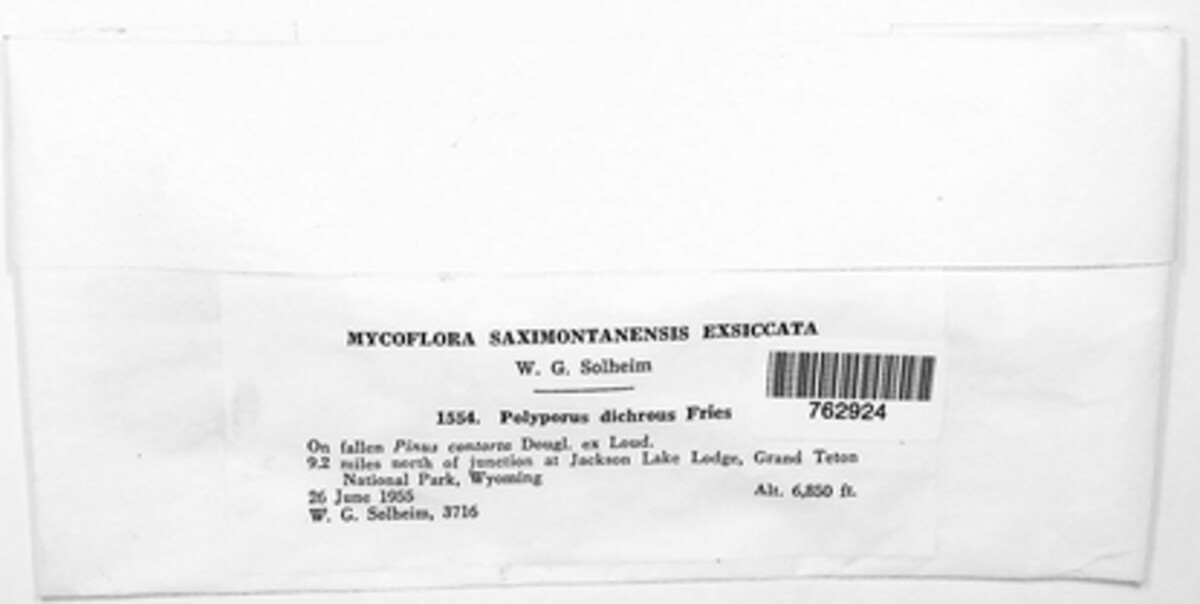 MYCOFLORA SAXIMONTANENSIS EXSICCATA
W. G. Solheim
762924
1554. Polyporus dichrous Fries
On fallen Pinus contorta Dougl. ex Loud.
9.2 miles north of junction at Jackson Lake Lodge, Grand Teton
National Park, Wyoming
26 June 1955 Alt. 6,850 ft.
W. G. Solheim, 3716